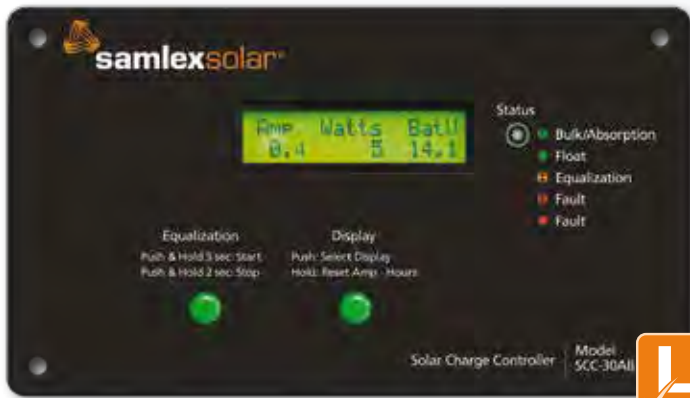 samlexsolar
Amp Watts BatV
0.4 5 14.1
Status
Bulk/Absorption
Float
Equalization
Fault
Fault
Equalization
Push & Hold 5 sec: Start
Push & Hold 2 sec: Stop
Display
Push: Select Display
Hold: Reset Amp - Hours
Solar Charge Controller
Model